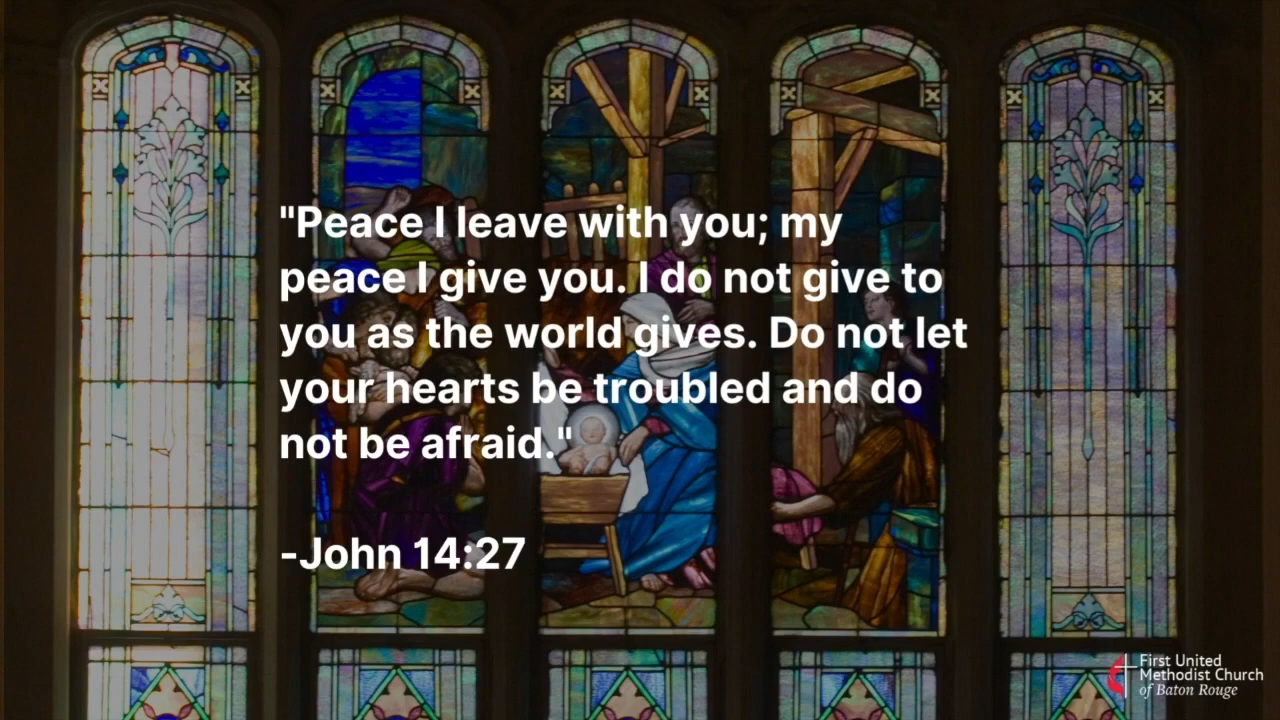 "Peace I leave with you; my
peace I give you. I do not give to
you as the world gives. Do not let
your hearts be troubled and do
not be afraid."
-John 14:27
First United
Methodist Church
of Baton Rouge